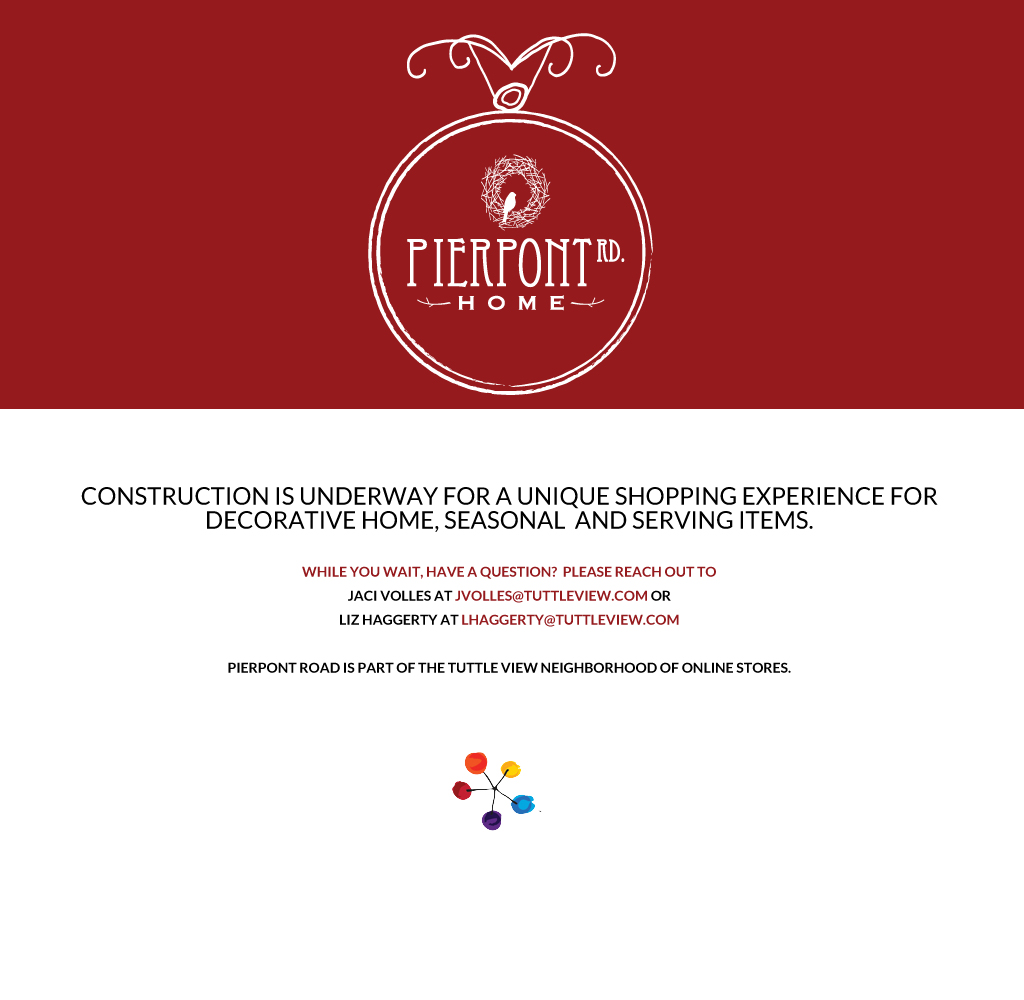 PIERPONT RD.
HOME
CONSTRUCTION IS UNDERWAY FOR A UNIQUE SHOPPING EXPERIENCE FOR
DECORATIVE HOME, SEASONAL  AND SERVING ITEMS.
WHILE YOU WAIT, HAVE A QUESTION?  PLEASE REACH OUT TO
JACI VOLLES AT JVOLLES@TUTTLEVIEW.COM OR
LIZ HAGGERTY AT LHAGGERTY@TUTTLEVIEW.COM
PIERPONT ROAD IS PART OF THE TUTTLE VIEW NEIGHBORHOOD OF ONLINE STORES.